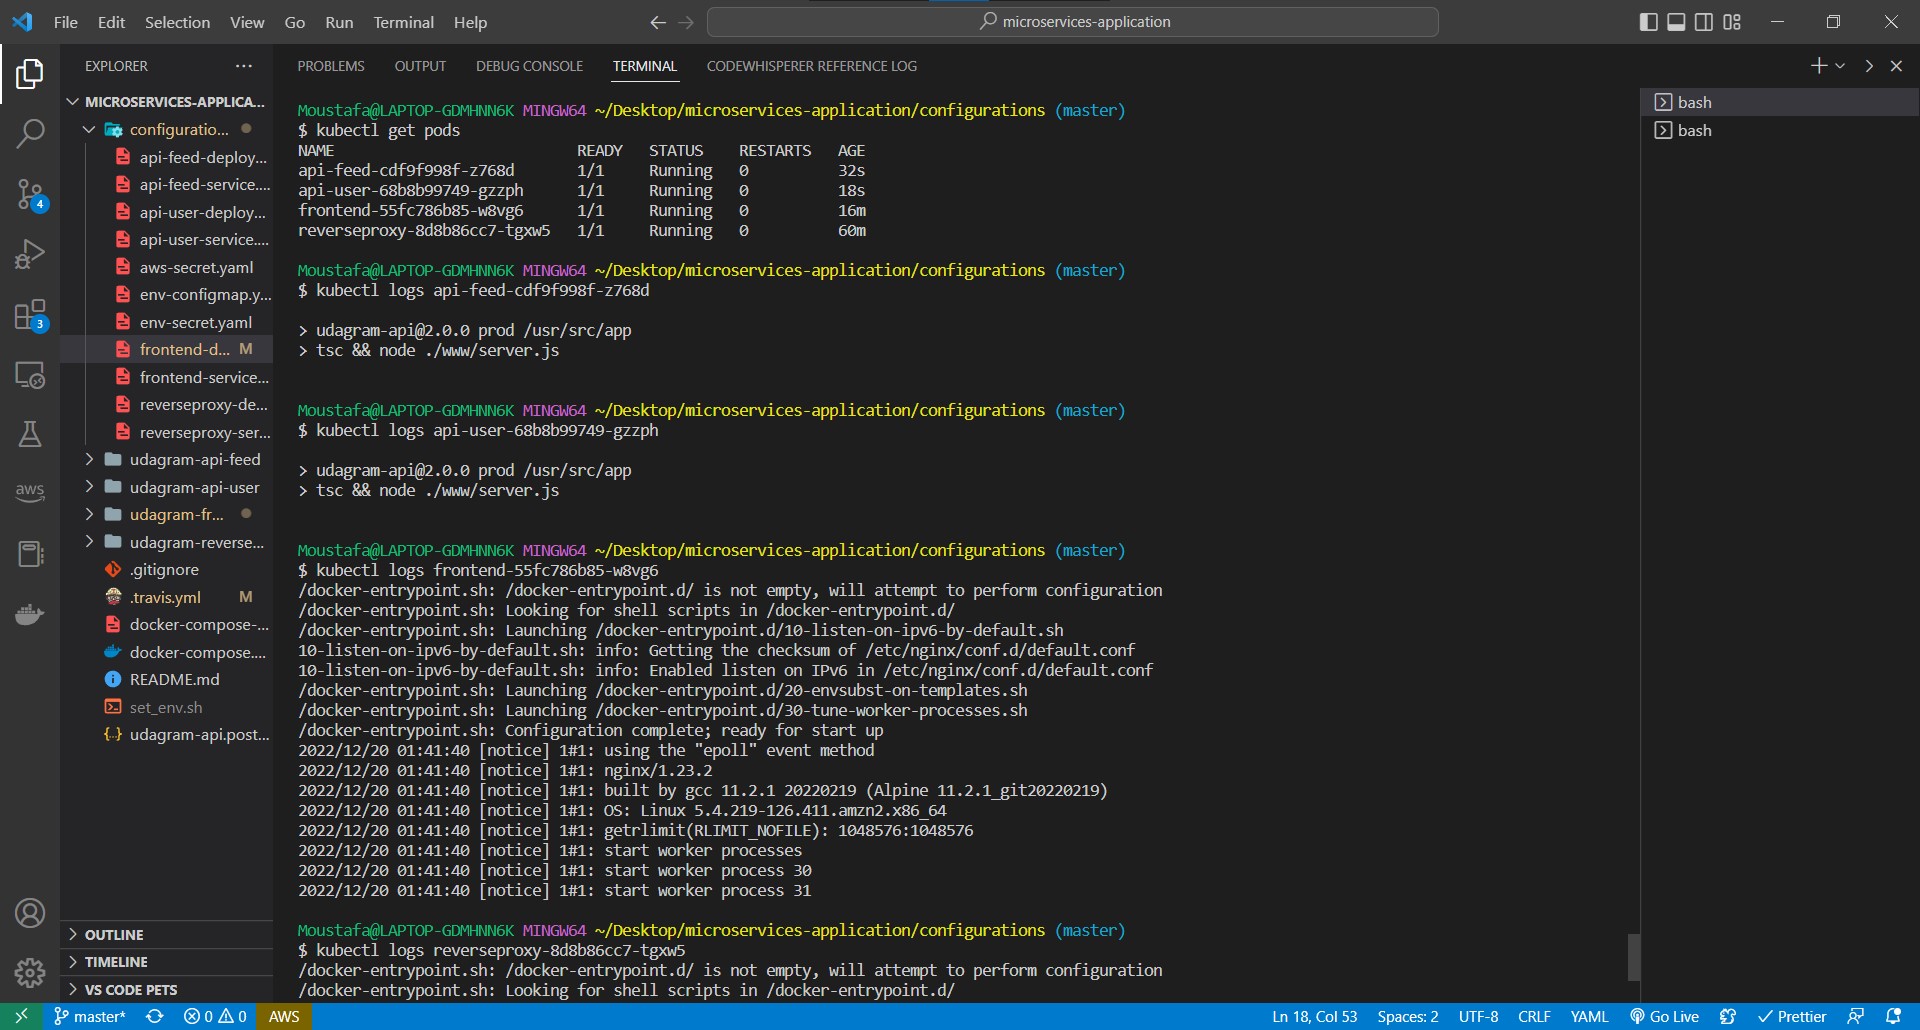 File Edit Selection View Go Run Terminal Help
microservices-application
EXPLORER
MICROSERVICES-APPLICA...
configuratio...
api-feed-deploy...
api-feed-service....
api-user-deploy...
api-user-service....
aws-secret.yaml
env-configmap.y...
env-secret.yaml
frontend-d... M
frontend-service...
reverseproxy-de...
reverseproxy-ser...
udagram-api-feed
udagram-api-user
udagram-fr...
udagram-reverse...
.gitignore
.travis.yml M
docker-compose-...
docker-compose....
README.md
set_env.sh
udagram-api.post...
OUTLINE
TIMELINE
VS CODE PETS
4
3
aws
PROBLEMS OUTPUT DEBUG CONSOLE TERMINAL CODEWHISPERER REFERENCE LOG
Moustafa@LAPTOP-GDMHNN6K MINGW64 ~/Desktop/microservices-application/configurations (master)
$ kubectl get pods
NAME READY STATUS RESTARTS AGE
api-feed-cdf9f998f-z768d 1/1 Running 0 32s
api-user-68b8b99749-gzzph 1/1 Running 0 18s
frontend-55fc786b85-w8vg6 1/1 Running 0 16m
reverseproxy-8d8b86cc7-tgxw5 1/1 Running 0 60m
Moustafa@LAPTOP-GDMHNN6K MINGW64 ~/Desktop/microservices-application/configurations (master)
$ kubectl logs api-feed-cdf9f998f-z768d
> udagram-api@2.0.0 prod /usr/src/app
> tsc && node ./www/server.js
Moustafa@LAPTOP-GDMHNN6K MINGW64 ~/Desktop/microservices-application/configurations (master)
$ kubectl logs api-user-68b8b99749-gzzph
> udagram-api@2.0.0 prod /usr/src/app
> tsc && node ./www/server.js
Moustafa@LAPTOP-GDMHNN6K MINGW64 ~/Desktop/microservices-application/configurations (master)
$ kubectl logs frontend-55fc786b85-w8vg6
/docker-entrypoint.sh: /docker-entrypoint.d/ is not empty, will attempt to perform configuration
/docker-entrypoint.sh: Looking for shell scripts in /docker-entrypoint.d/
/docker-entrypoint.sh: Launching /docker-entrypoint.d/10-listen-on-ipv6-by-default.sh
10-listen-on-ipv6-by-default.sh: info: Getting the checksum of /etc/nginx/conf.d/default.conf
10-listen-on-ipv6-by-default.sh: info: Enabled listen on IPv6 in /etc/nginx/conf.d/default.conf
/docker-entrypoint.sh: Launching /docker-entrypoint.d/20-envsubst-on-templates.sh
/docker-entrypoint.sh: Launching /docker-entrypoint.d/30-tune-worker-processes.sh
/docker-entrypoint.sh: Configuration complete; ready for start up
2022/12/20 01:41:40 [notice] 1#1: using the "epoll" event method
2022/12/20 01:41:40 [notice] 1#1: nginx/1.23.2
2022/12/20 01:41:40 [notice] 1#1: built by gcc 11.2.1 20220219 (Alpine 11.2.1_git20220219)
2022/12/20 01:41:40 [notice] 1#1: OS: Linux 5.4.219-126.411.amzn2.x86_64
2022/12/20 01:41:40 [notice] 1#1: getrlimit(RLIMIT_NOFILE): 1048576:1048576
2022/12/20 01:41:40 [notice] 1#1: start worker processes
2022/12/20 01:41:40 [notice] 1#1: start worker process 30
2022/12/20 01:41:40 [notice] 1#1: start worker process 31
Moustafa@LAPTOP-GDMHNN6K MINGW64 ~/Desktop/microservices-application/configurations (master)
$ kubectl logs reverseproxy-8d8b86cc7-tgxw5
/docker-entrypoint.sh: /docker-entrypoint.d/ is not empty, will attempt to perform configuration
/docker-entrypoint.sh: Looking for shell scripts in /docker-entrypoint.d/
bash
bash
master* 0 0 AWS Ln 18, Col 53 Spaces: 2 UTF-8 CRLF YAML Go Live Prettier